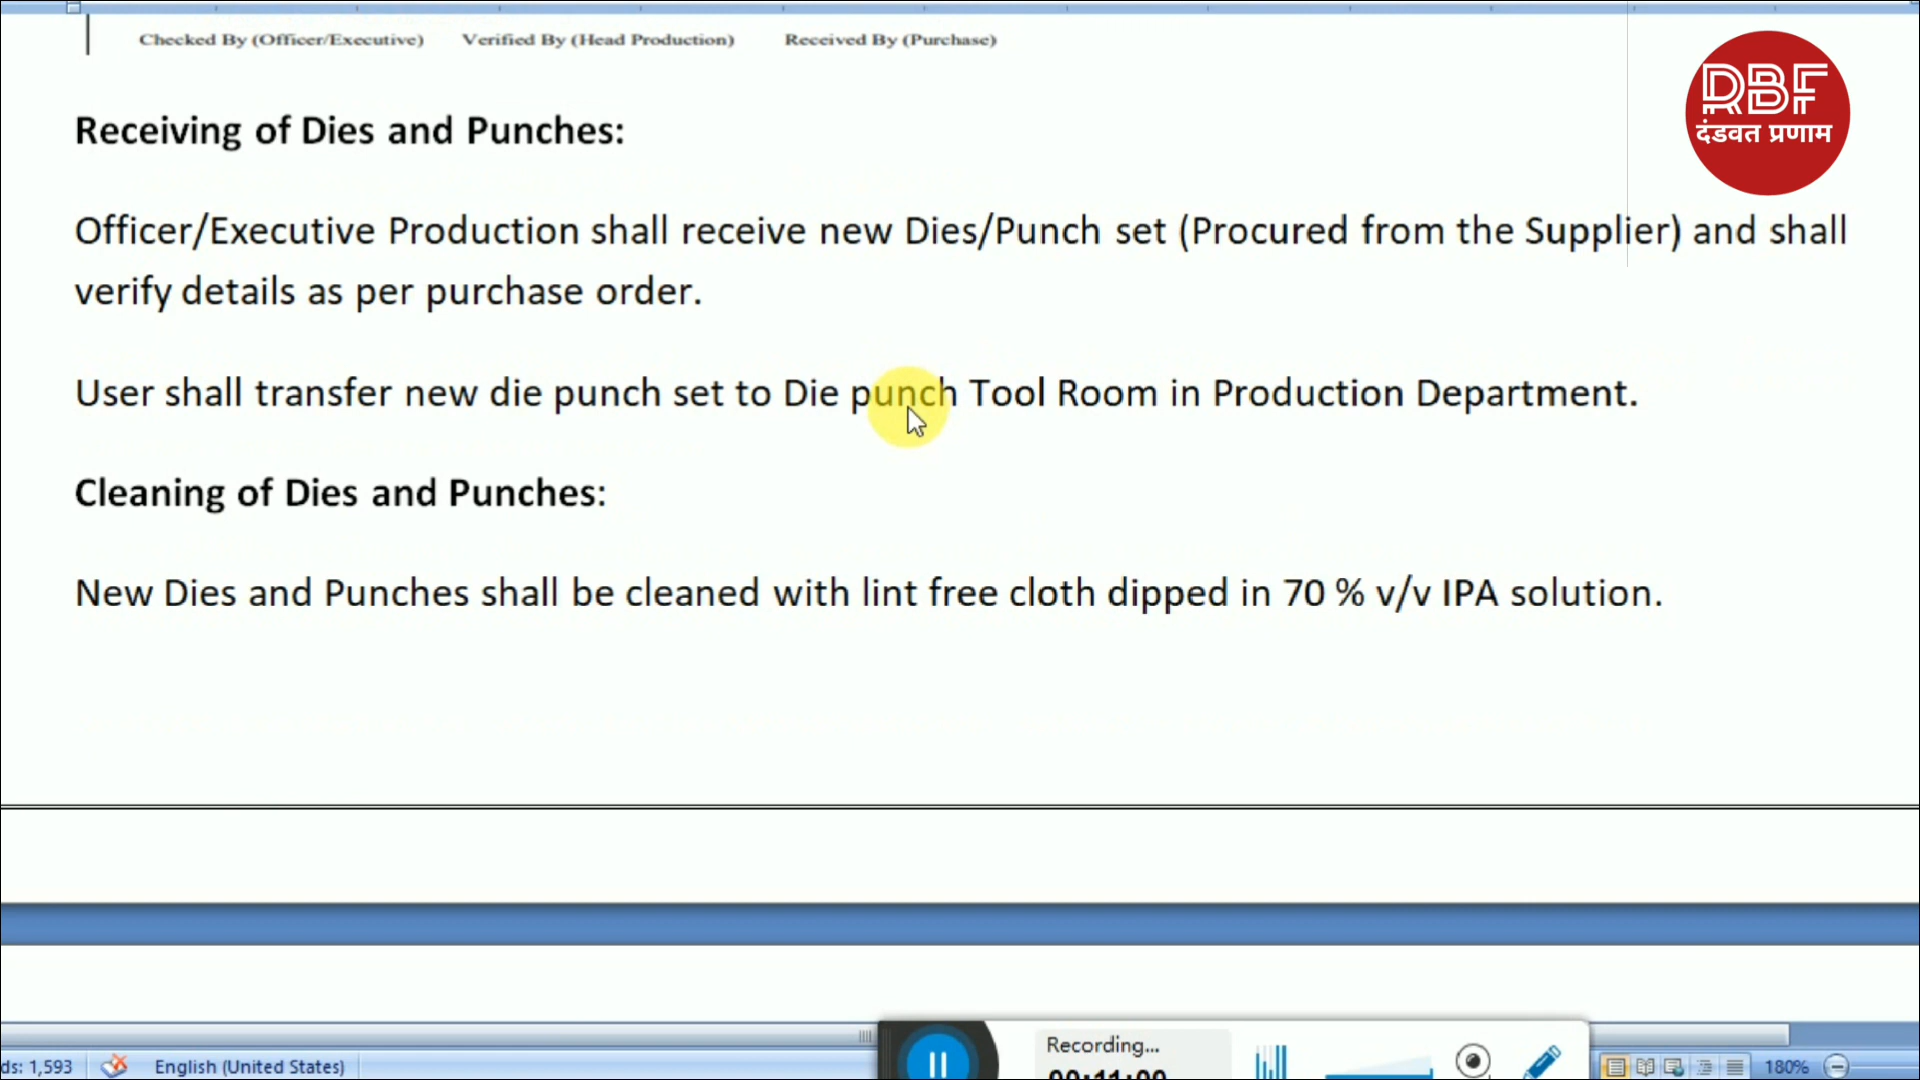 Checked By (Officer/Executive) Verified By (Head Production) Received By (Purchase)
RBF
दंडवत प्रणाम
Receiving of Dies and Punches:
Officer/Executive Production shall receive new Dies/Punch set (Procured from the Supplier) and shall
verify details as per purchase order.
User shall transfer new die punch set to Die punch Tool Room in Production Department.
Cleaning of Dies and Punches:
New Dies and Punches shall be cleaned with lint free cloth dipped in 70 % v/v IPA solution.
Recording...
ds: 1,593 English (United States) 180%